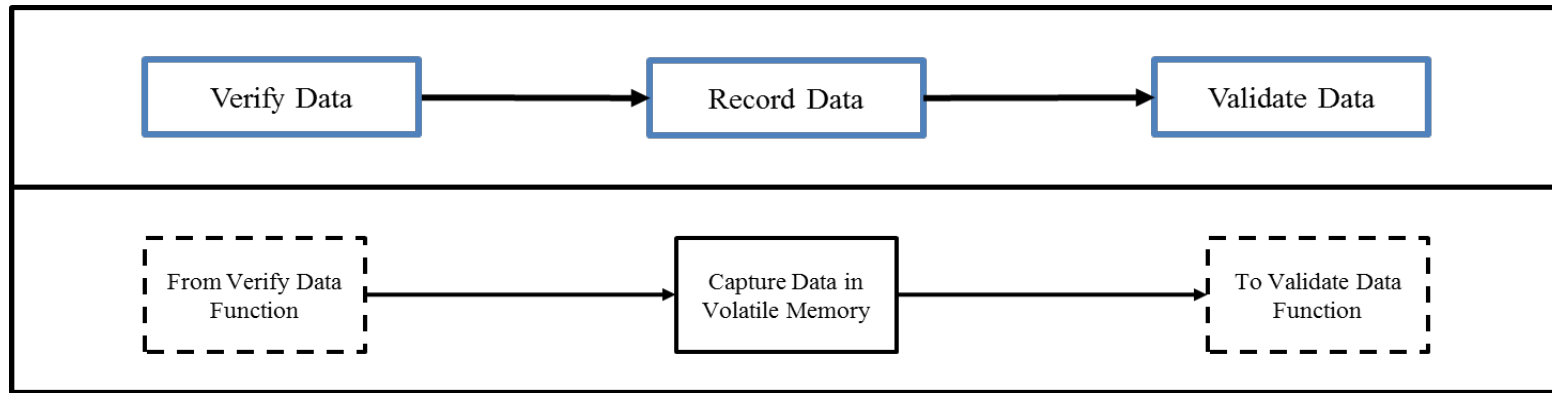 Verify Data
Record Data
Validate Data
From Verify Data
Function
Capture Data in
Volatile Memory
To Validate Data
Function